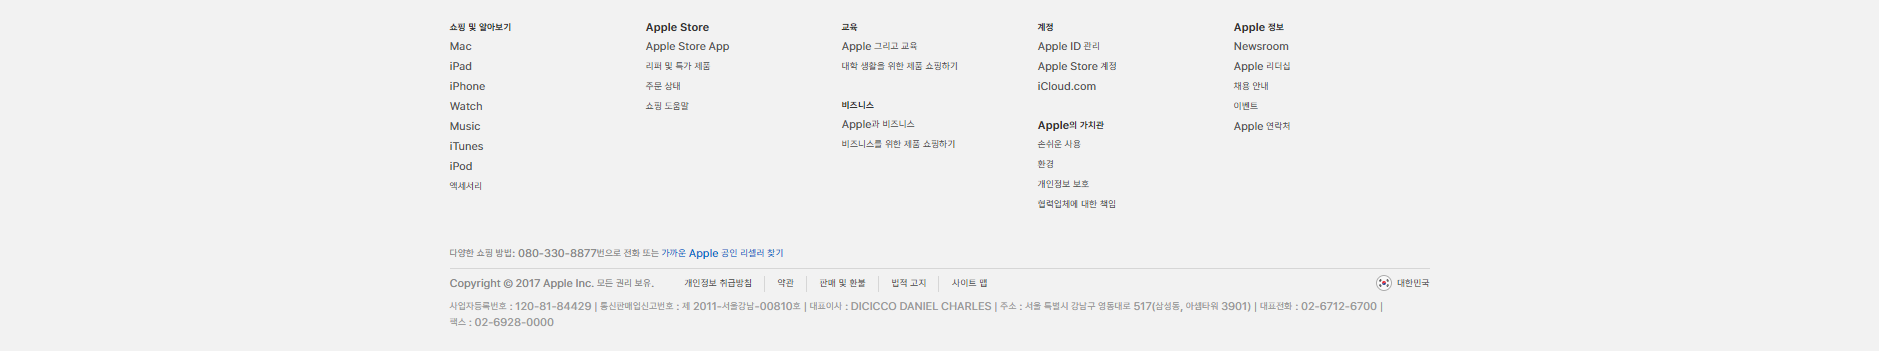 쇼핑 및 알아보기
Mac
iPad
iPhone
Watch
Music
iTunes
iPod
액세서리
Apple Store
Apple Store App
리퍼 및 특가 제품
주문 상태
쇼핑 도움말
교육
Apple 그리고 교육
대학 생활을 위한 제품 쇼핑하기
비즈니스
Apple과 비즈니스
비즈니스를 위한 제품 쇼핑하기
계정
Apple ID 관리
Apple Store 계정
iCloud.com
Apple의 가치관
손쉬운 사용
환경
개인정보 보호
협력업체에 대한 책임
Apple 정보
Newsroom
Apple 리더십
채용 안내
이벤트
Apple 연락처
다양한 쇼핑 방법: 080-330-8877번으로 전화 또는 가까운 Apple 공인 리셀러 찾기
Copyright © 2017 Apple Inc. 모든 권리 보유. 개인정보 취급방침 | 약관 | 판매 및 환불 | 법적 고지 | 사이트 맵 대한민국
사업자등록번호 : 120-81-84429 | 통신판매업신고번호 : 제 2011-서울강남-00810호 | 대표이사 : DICICCO DANIEL CHARLES | 주소 : 서울 특별시 강남구 영동대로 517(삼성동, 아셈타워 3901) | 대표전화 : 02-6712-6700 |
팩스 : 02-6928-0000